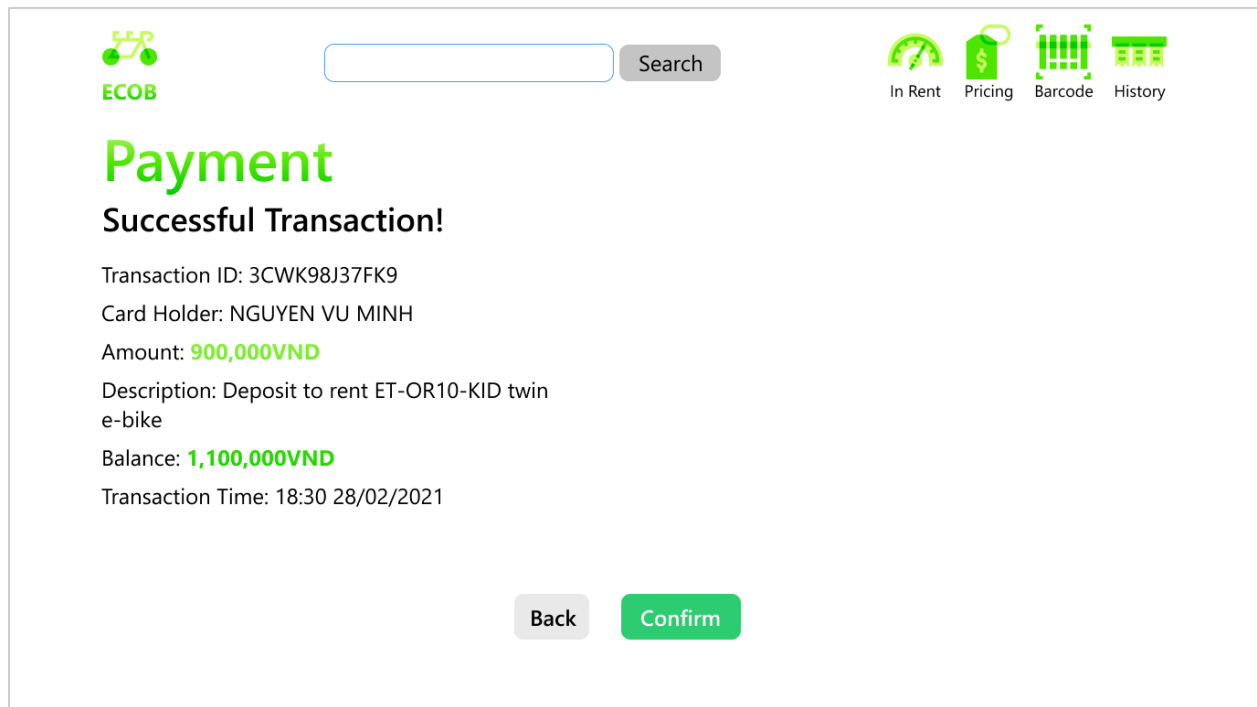 ECOB
Search
In Rent
Pricing
Barcode
History
Payment
Successful Transaction!
Transaction ID: 3CWK98J37FK9
Card Holder: NGUYEN VU MINH
Amount: 900,000VND
Description: Deposit to rent ET-OR10-KID twin
e-bike
Balance: 1,100,000VND
Transaction Time: 18:30 28/02/2021
Back
Confirm